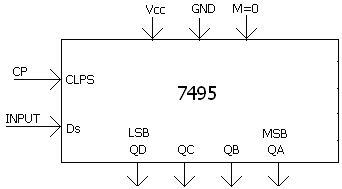 Vcc GND M=0
CP CLPS
7495
INPUT Ds
LSB MSB
QD QC QB QA